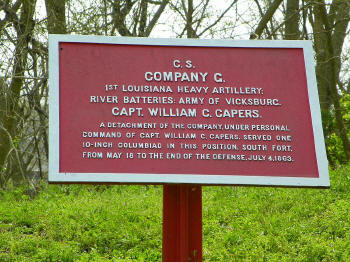 C. S.
COMPANY G.
1ST LOUISIANA HEAVY ARTILLERY;
RIVER BATTERIES: ARMY OF VICKSBURG.
CAPT. WILLIAM C. CAPERS.
A DETACHMENT OF THE COMPANY, UNDER PERSONAL
COMMAND OF CAPT. WILLIAM C. CAPERS, SERVED ONE
10-INCH COLUMBIAD IN THIS POSITION, SOUTH FORT,
FROM MAY 18 TO THE END OF THE DEFENSE, JULY 4, 1863.